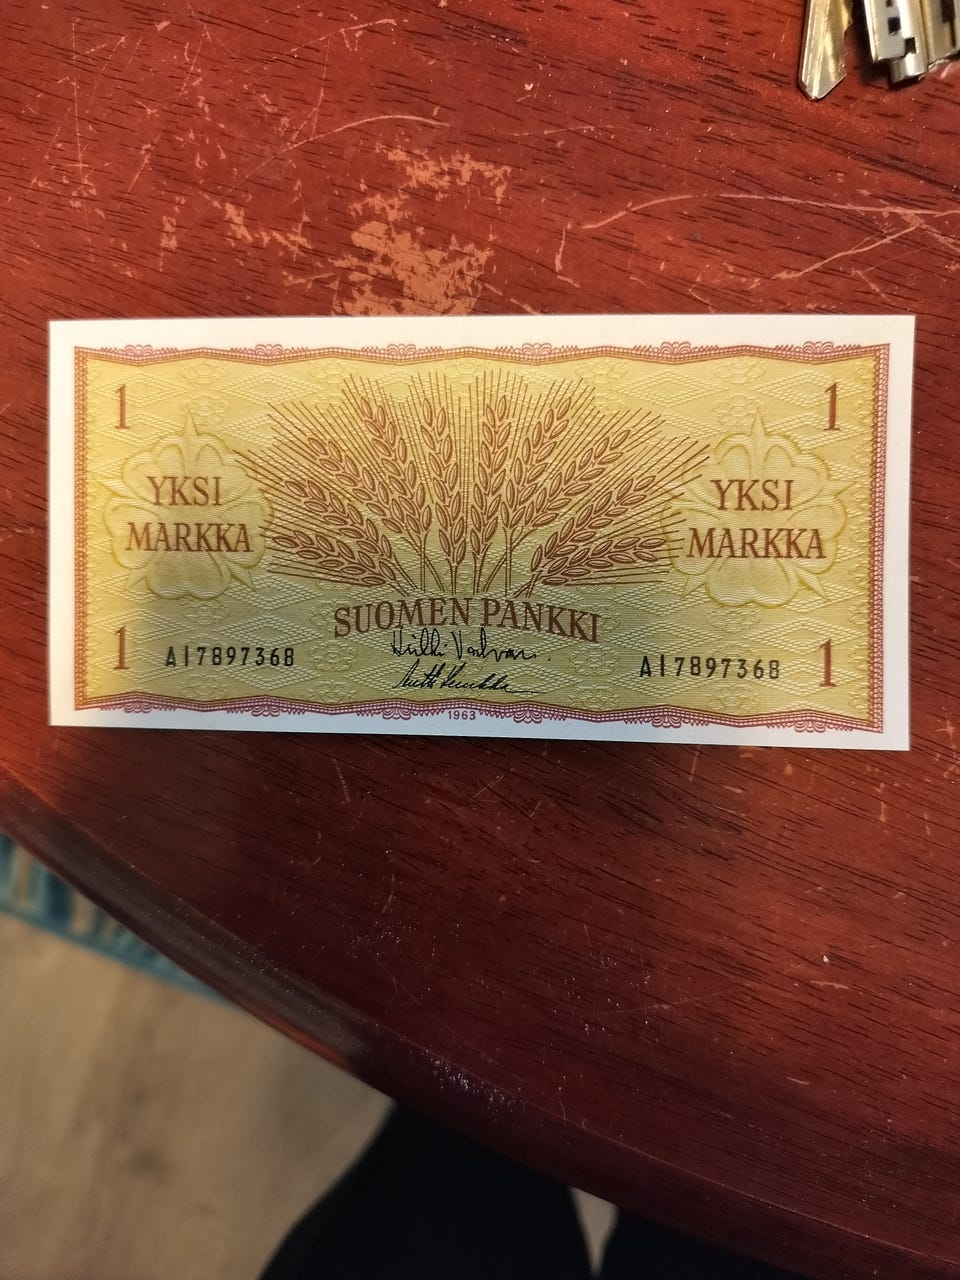 1 1
YKSI MARKKA YKSI MARKKA
SUOMEN PANKKI
1 A17897368 A17897368 1
1963